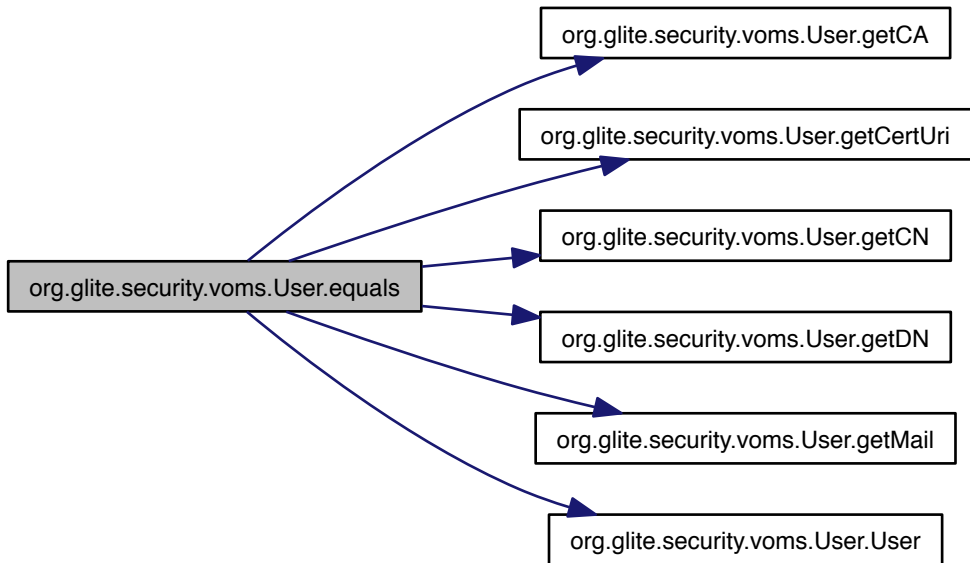 org.glite.security.voms.User.getCA
org.glite.security.voms.User.getCertUri
org.glite.security.voms.User.getCN
org.glite.security.voms.User.equals
org.glite.security.voms.User.getDN
org.glite.security.voms.User.getMail
org.glite.security.voms.User.User